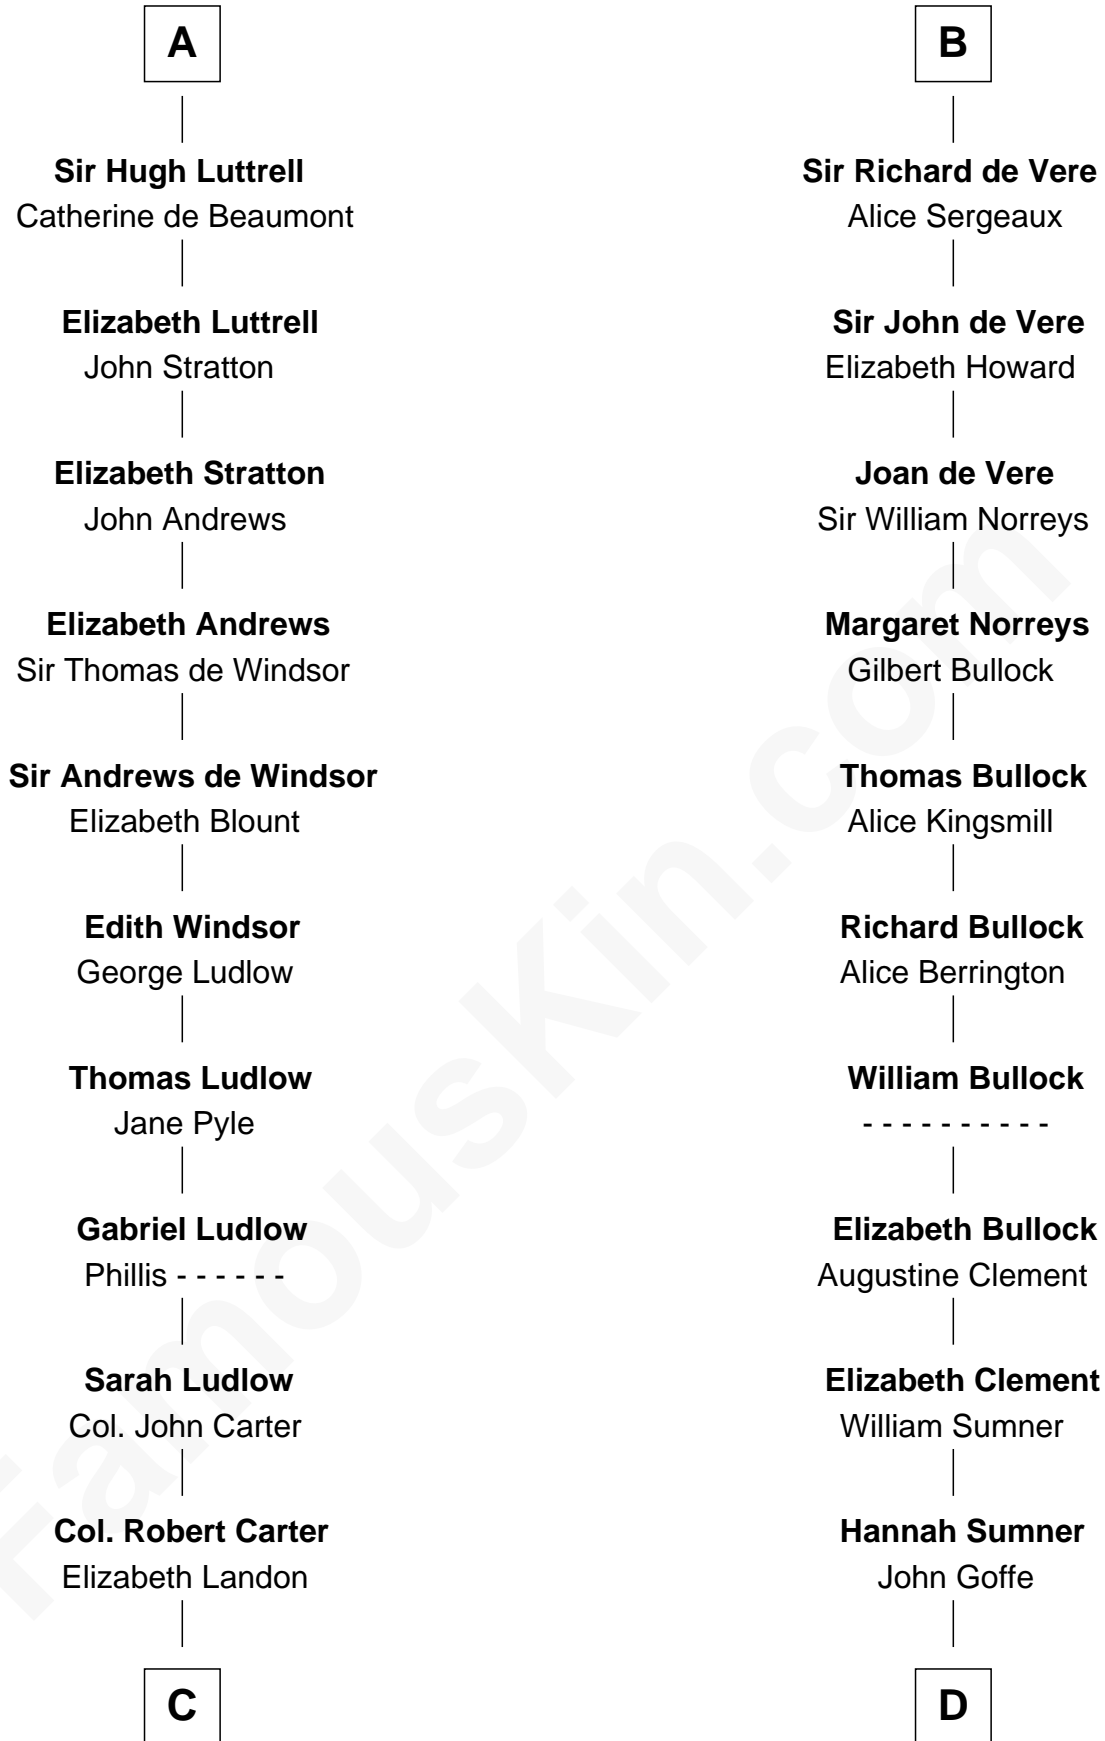 A
Sir Hugh Luttrell
Catherine de Beaumont
Elizabeth Luttrell
John Stratton
Elizabeth Stratton
John Andrews
Elizabeth Andrews
Sir Thomas de Windsor
Sir Andrews de Windsor
Elizabeth Blount
Edith Windsor
George Ludlow
Thomas Ludlow
Jane Pyle
Gabriel Ludlow
Phillis - - - - - -
Sarah Ludlow
Col. John Carter
Col. Robert Carter
Elizabeth Landon
C
B
Sir Richard de Vere
Alice Sergeaux
Sir John de Vere
Elizabeth Howard
Joan de Vere
Sir William Norreys
Margaret Norreys
Gilbert Bullock
Thomas Bullock
Alice Kingsmill
Richard Bullock
Alice Berrington
William Bullock
- - - - - - - - - -
Elizabeth Bullock
Augustine Clement
Elizabeth Clement
William Sumner
Hannah Sumner
John Goffe
D
FamousKin.com